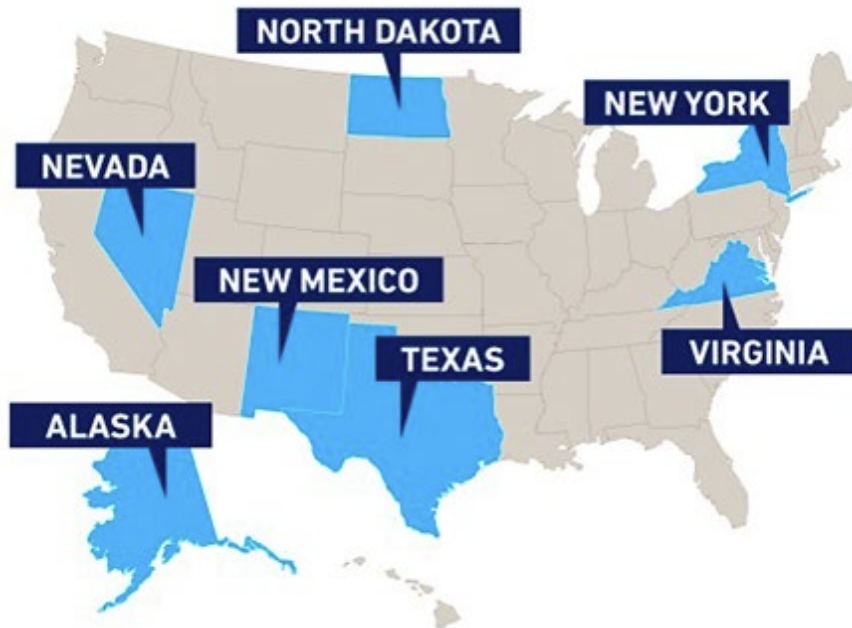 NORTH DAKOTA
NEW YORK
NEVADA
NEW MEXICO
TEXAS
VIRGINIA
ALASKA